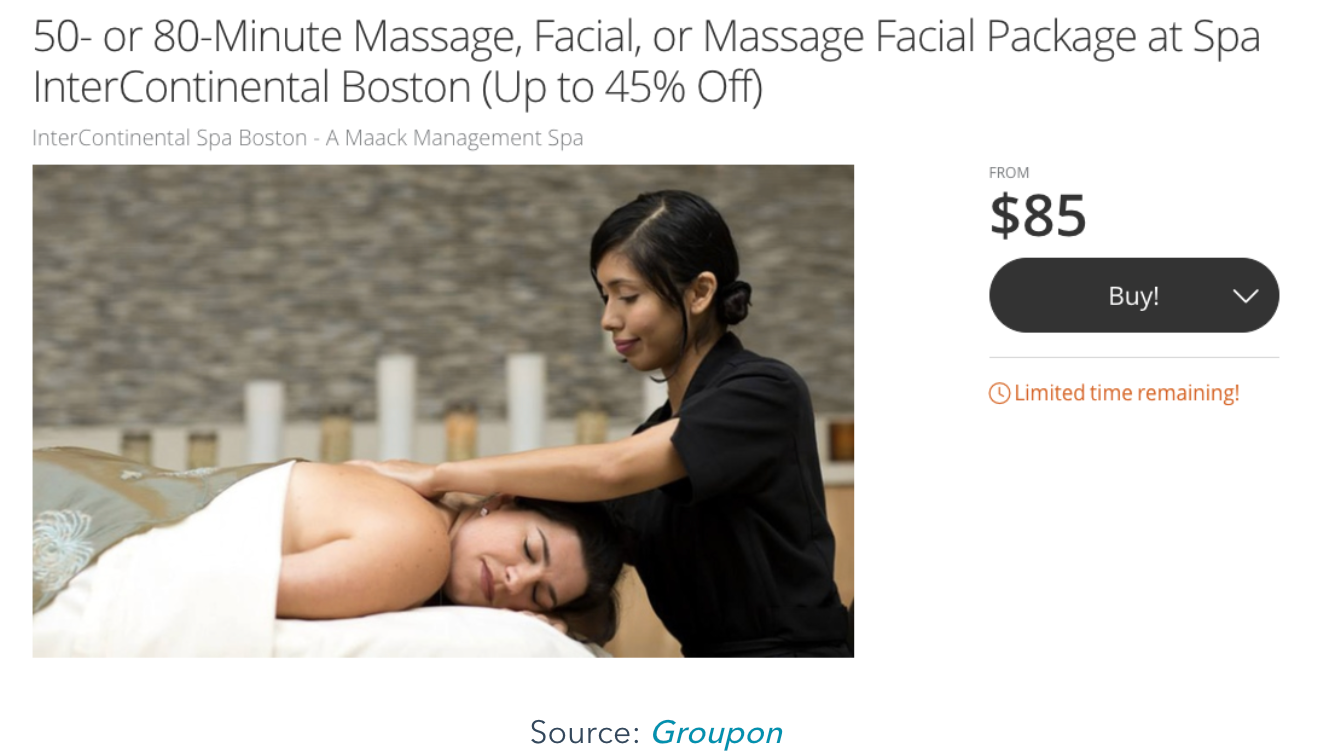 50- or 80-Minute Massage, Facial, or Massage Facial Package at Spa
InterContinental Boston (Up to 45% Off)
InterContinental Spa Boston - A Maack Management Spa
FROM
$85
Buy!
Limited time remaining!
Source: Groupon